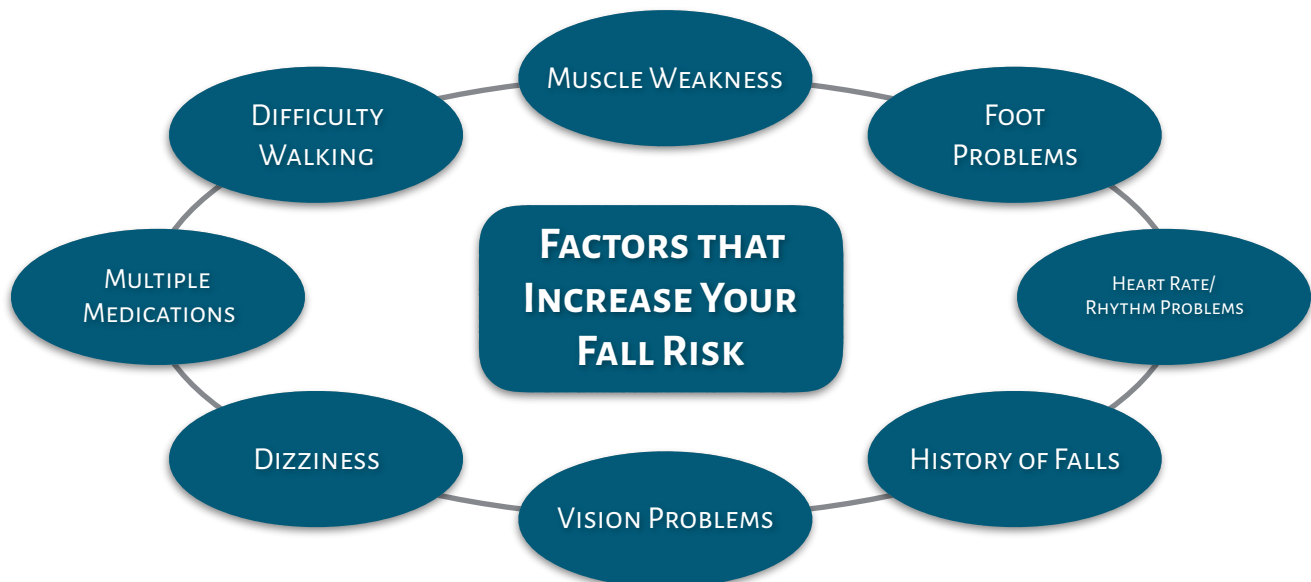 Muscle Weakness
Difficulty
Walking
Foot
Problems
Factors that
Increase Your
Fall Risk
Multiple
Medications
Heart Rate/
Rhythm Problems
Dizziness
History of Falls
Vision Problems